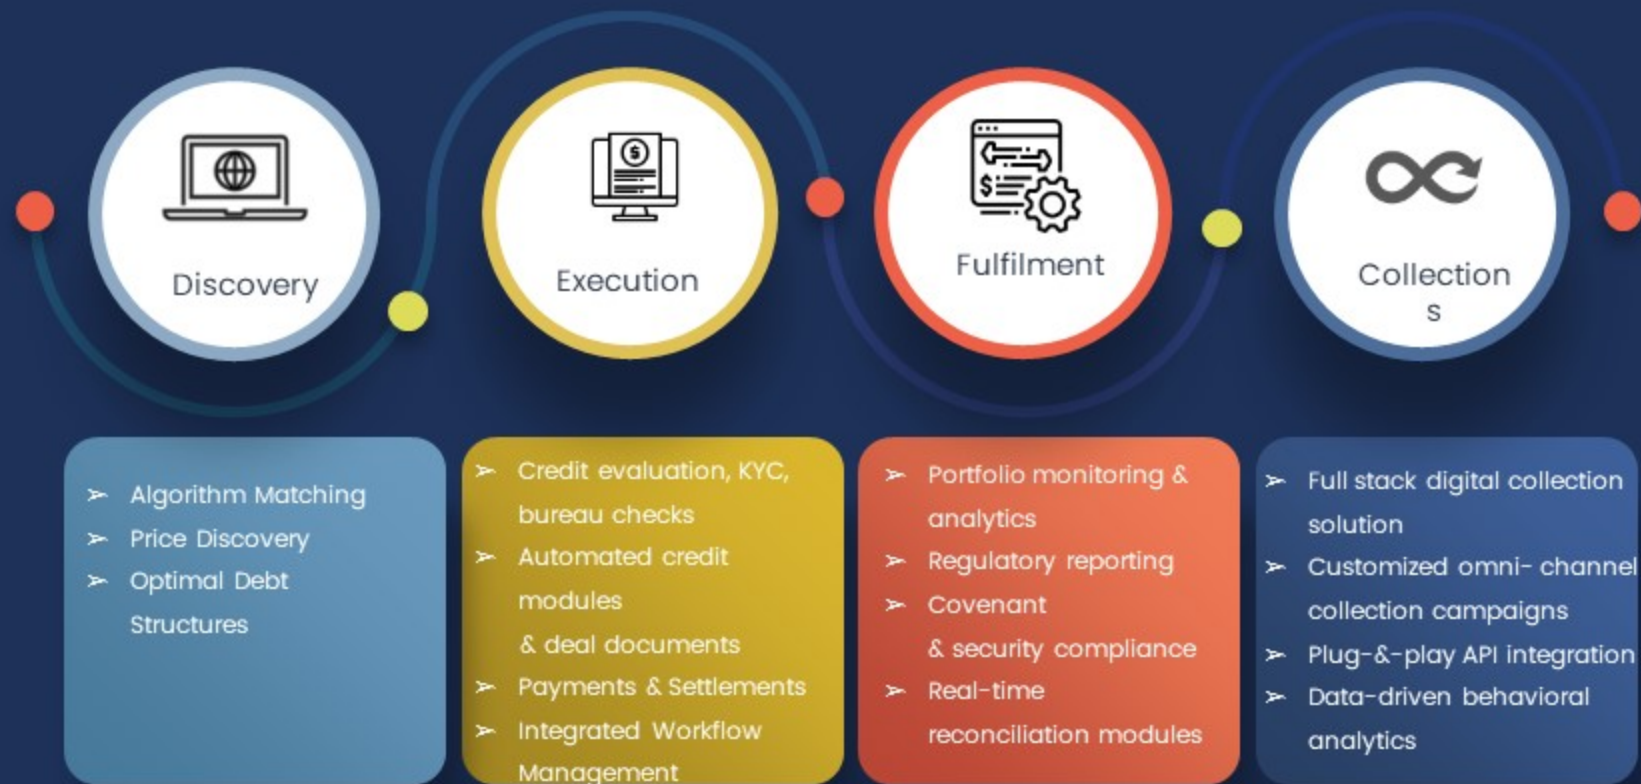 Discovery
Execution
Fulfilment
Collection
s
➢ Algorithm Matching
➢ Price Discovery
➢ Optimal Debt
Structures
➢ Credit evaluation, KYC,
bureau checks
➢ Automated credit
modules
& deal documents
➢ Payments & Settlements
➢ Integrated Workflow
Management
➢ Portfolio monitoring &
analytics
➢ Regulatory reporting
➢ Covenant
& security compliance
➢ Real-time
reconciliation modules
➢ Full stack digital collection
solution
➢ Customized omni- channel
collection campaigns
➢ Plug-&-play API integration
➢ Data-driven behavioral
analytics